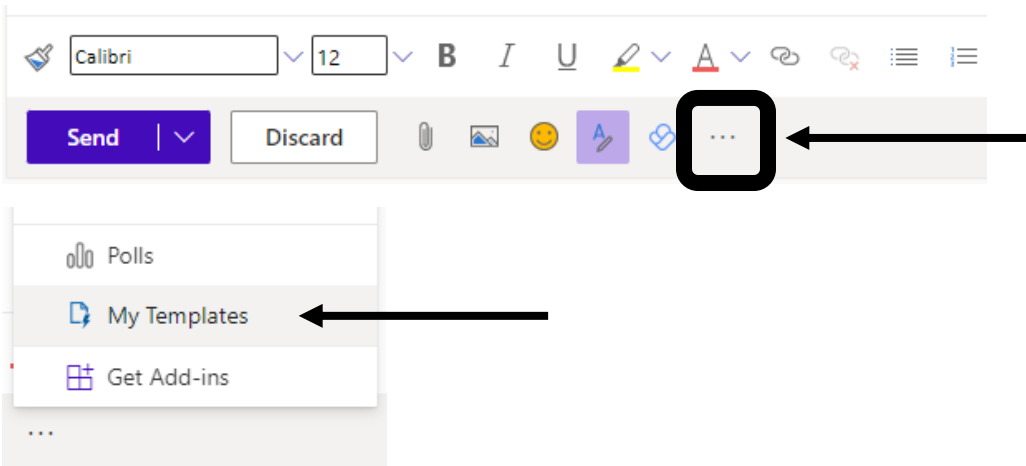 Calibri 12 B I U A
Send Discard A ...
Polls
My Templates
Get Add-ins
...